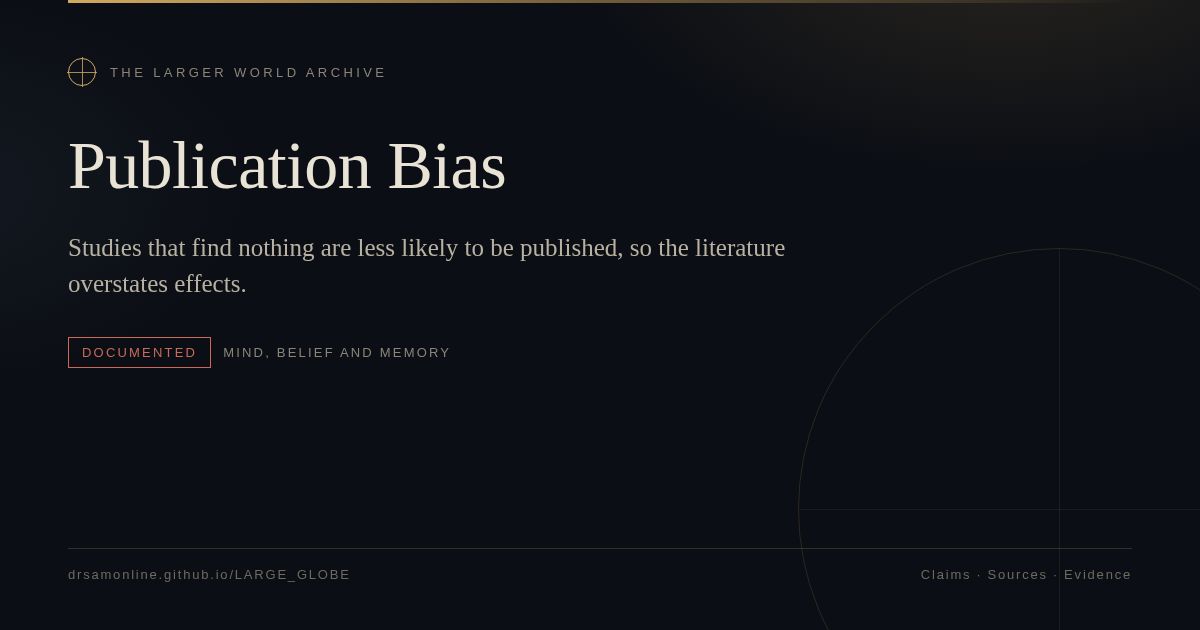 THE LARGER WORLD ARCHIVE
Publication Bias
Studies that find nothing are less likely to be published, so the literature
overstates effects.
DOCUMENTED
MIND, BELIEF AND MEMORY
drsamonline.github.io/LARGE_GLOBE
Claims · Sources · Evidence